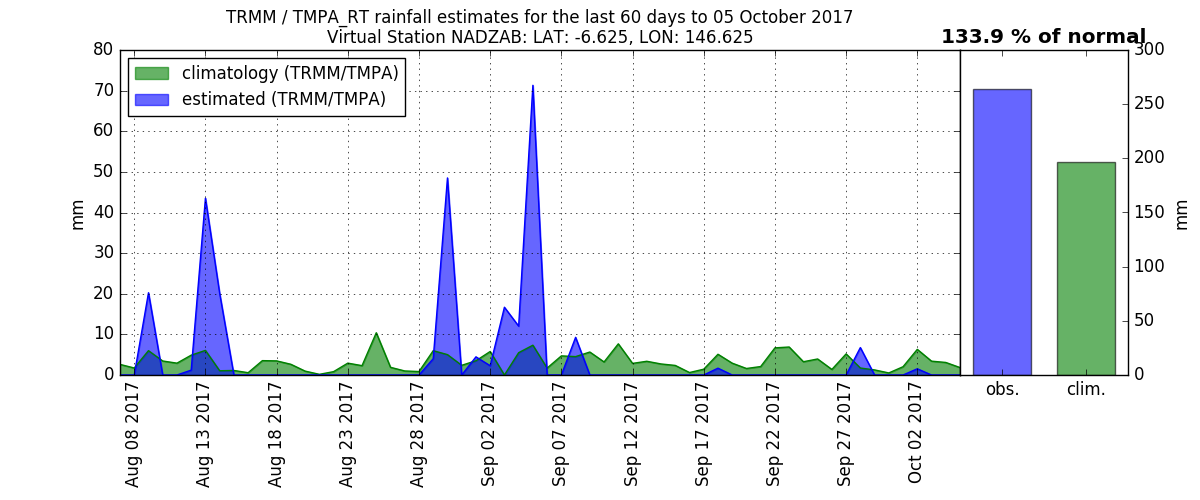 TRMM / TMPA_RT rainfall estimates for the last 60 days to 05 October 2017
Virtual Station NADZAB: LAT: -6.625, LON: 146.625
133.9 % of normal
climatology (TRMM/TMPA)
estimated (TRMM/TMPA)
80
70
60
50
40
30
20
10
0
mm
Aug 08 2017
Aug 13 2017
Aug 18 2017
Aug 23 2017
Aug 28 2017
Sep 02 2017
Sep 07 2017
Sep 12 2017
Sep 17 2017
Sep 22 2017
Sep 27 2017
Oct 02 2017
obs.
clim.
300
250
200
150
100
50
0
mm